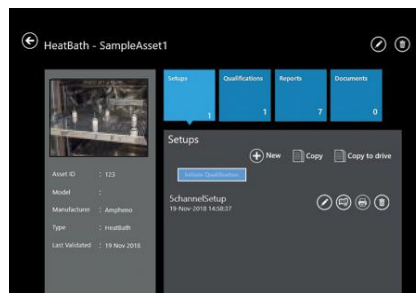 HeatBath - SampleAsset1
Setups
1
Qualifications
1
Reports
7
Documents
0
Setups
New
Copy
Copy to drive
Initiate Qualification
5channelSetup
19-Nov-2018 14:58:37
Asset ID : 123
Model :
Manufacturer : Ampheno
Type : HeatBath
Last Validated : 19 Nov 2018